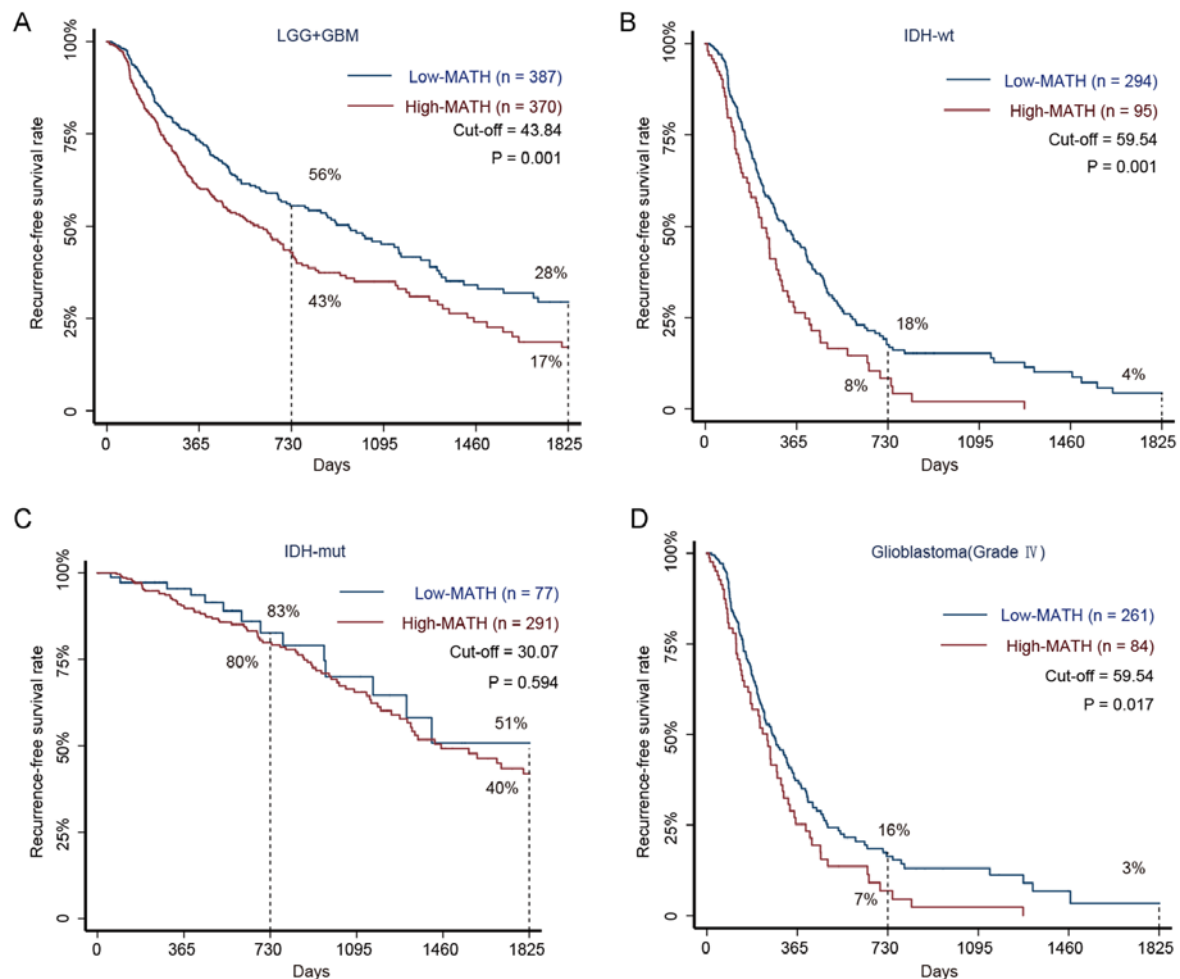 A
LGG+GBM
100%
75%
50%
25%
0
Recurrence-free survival rate
Low-MATH (n = 387)
High-MATH (n = 370)
Cut-off = 43.84
P = 0.001
56%
43%
28%
17%
0 365 730 1095 1460 1825
Days
B
IDH-wt
100%
75%
50%
25%
0
Recurrence-free survival rate
Low-MATH (n = 294)
High-MATH (n = 95)
Cut-off = 59.54
P = 0.001
18%
8%
4%
0 365 730 1095 1460 1825
Days
C
IDH-mut
100%
75%
50%
25%
0
Recurrence-free survival rate
Low-MATH (n = 77)
High-MATH (n = 291)
Cut-off = 30.07
P = 0.594
83%
80%
51%
40%
0 365 730 1095 1460 1825
Days
D
Glioblastoma(Grade Ⅳ)
100%
75%
50%
25%
0
Recurrence-free survival rate
Low-MATH (n = 261)
High-MATH (n = 84)
Cut-off = 59.54
P = 0.017
16%
7%
3%
0 365 730 1095 1460 1825
Days